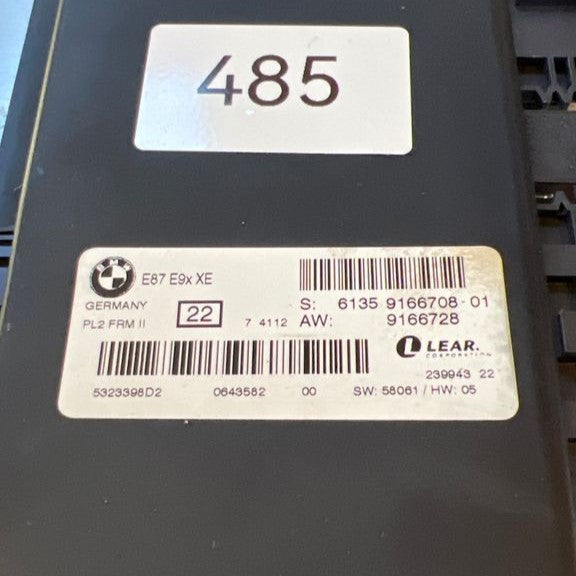 485
BMW
E87 E9x XE
GERMANY
PL2 FRM II
22
7 4112
S: 6135 9166708-01
AW: 9166728
LEAR.
CORPORATION
239943 22
5323398D2 0643582 00 SW: 58061 / HW: 05